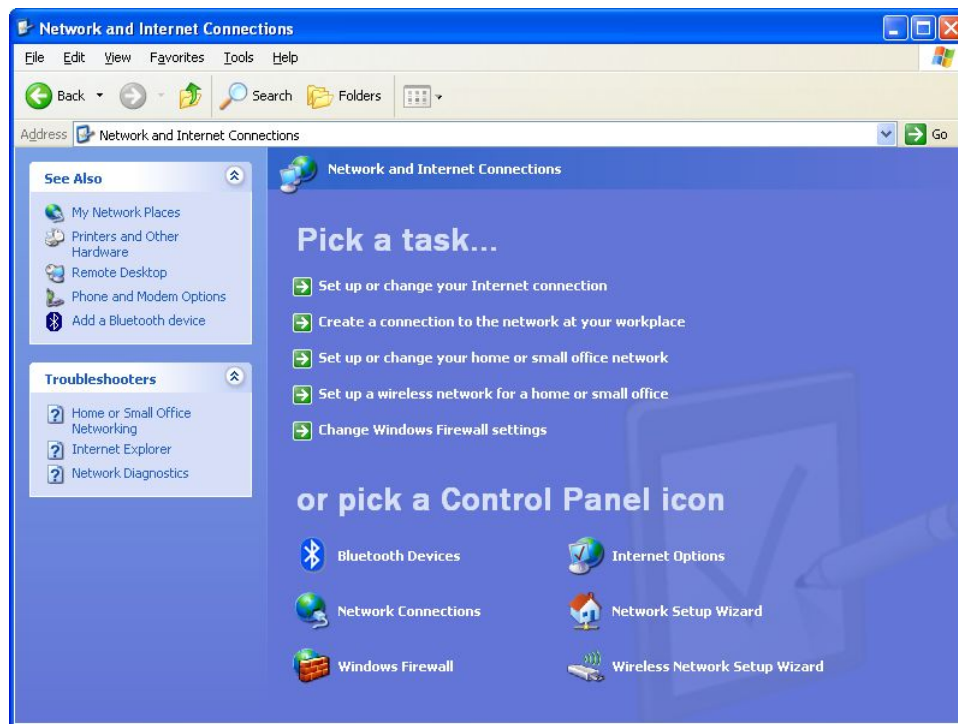 Network and Internet Connections
File Edit View Favorites Tools Help
Back Search Folders
Address Network and Internet Connections Go
See Also
My Network Places
Printers and Other
Hardware
Remote Desktop
Phone and Modem Options
Add a Bluetooth device
Troubleshooters
Home or Small Office
Networking
Internet Explorer
Network Diagnostics
Network and Internet Connections
Pick a task...
Set up or change your Internet connection
Create a connection to the network at your workplace
Set up or change your home or small office network
Set up a wireless network for a home or small office
Change Windows Firewall settings
or pick a Control Panel icon
Bluetooth Devices Internet Options
Network Connections Network Setup Wizard
Windows Firewall Wireless Network Setup Wizard